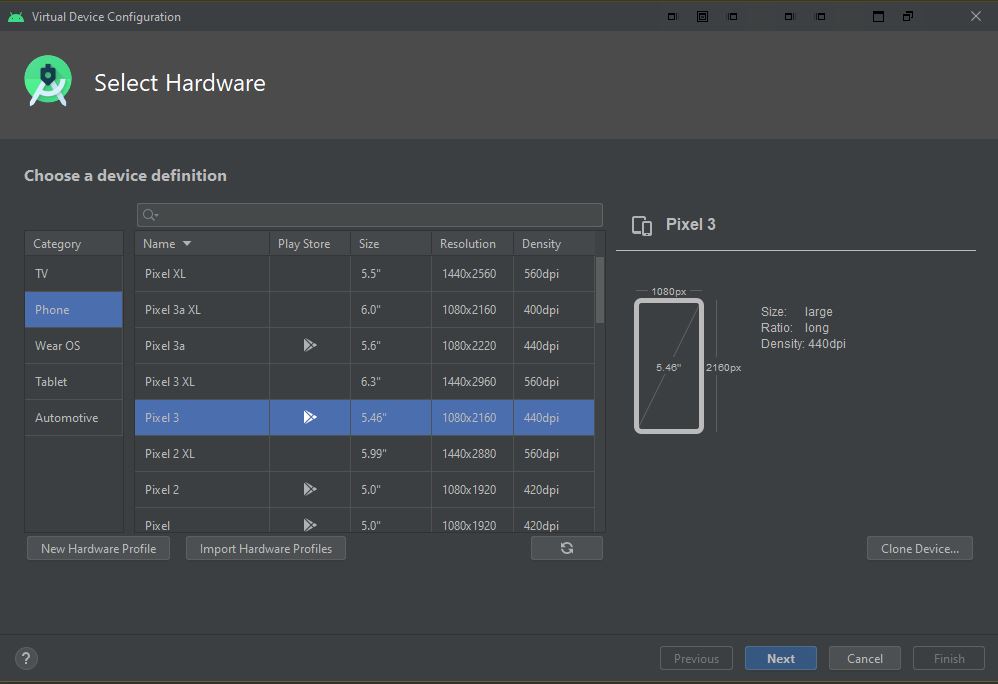 Virtual Device Configuration
Select Hardware
Choose a device definition
Category
TV
Phone
Wear OS
Tablet
Automotive
Name Play Store Size Resolution Density
Pixel XL 5.5" 1440x2560 560dpi
Pixel 3a XL 6.0" 1080x2160 400dpi
Pixel 3a 5.6" 1080x2220 440dpi
Pixel 3 XL 6.3" 1440x2960 560dpi
Pixel 3 5.46" 1080x2160 440dpi
Pixel 2 XL 5.99" 1440x2880 560dpi
Pixel 2 5.0" 1080x1920 420dpi
Pixel 5.0" 1080x1920 420dpi
Pixel 3
1080px
5.46"
2160px
Size: large
Ratio: long
Density: 440dpi
New Hardware Profile Import Hardware Profiles Clone Device...
? Previous Next Cancel Finish